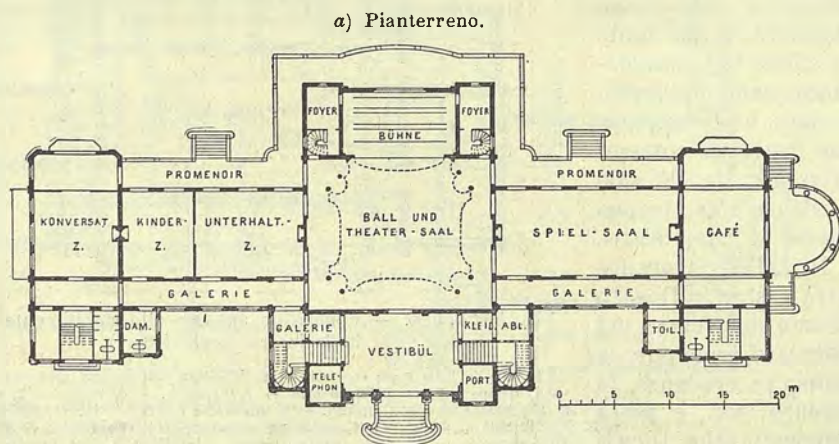 a) Pianterreno.
FOYER
FOYER
BÜHNE
PROMENOIR
PROMENOIR
KONVERSAT.
Z.
KINDER-
Z.
UNTERHALT.-
Z.
BALL UND
THEATER-SAAL
SPIEL-SAAL
CAFÉ
GALERIE
GALERIE
DAM.
GALERIE
VESTIBÜL
KLEID. ABL.
TOIL.
TELE-
PHON
PORT.
0 5 10 15 20 m